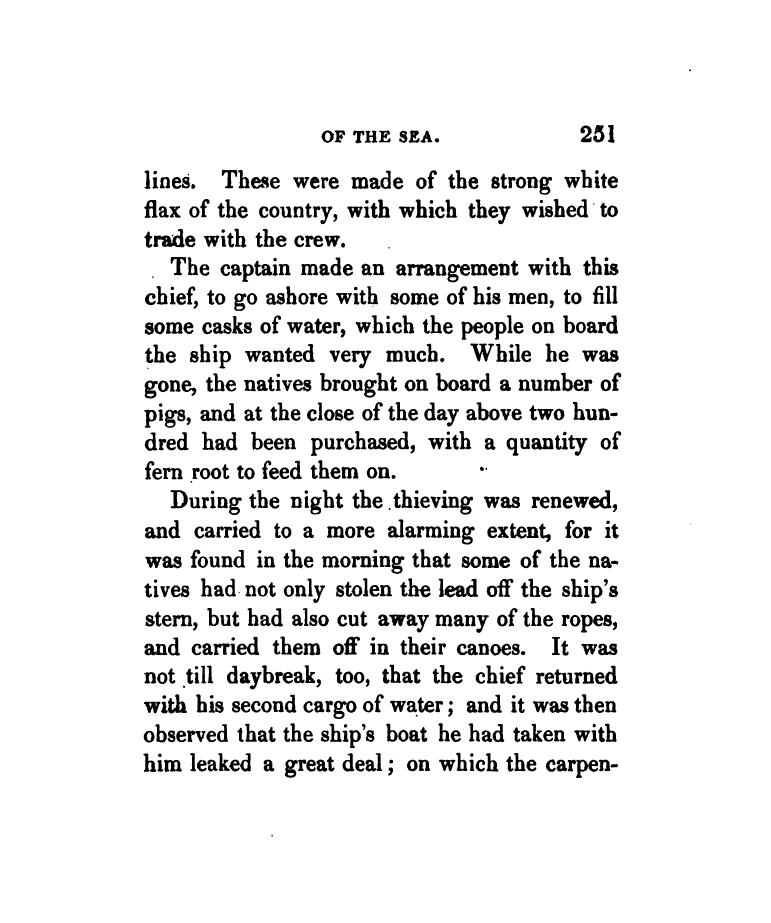 OF THE SEA. 251
lines. These were made of the strong white
flax of the country, with which they wished to
trade with the crew.
The captain made an arrangement with this
chief, to go ashore with some of his men, to fill
some casks of water, which the people on board
the ship wanted very much. While he was
gone, the natives brought on board a number of
pigs, and at the close of the day above two hun-
dred had been purchased, with a quantity of
fern root to feed them on.
During the night the thieving was renewed,
and carried to a more alarming extent, for it
was found in the morning that some of the na-
tives had not only stolen the lead off the ship's
stern, but had also cut away many of the ropes,
and carried them off in their canoes. It was
not till daybreak, too, that the chief returned
with his second cargo of water; and it was then
observed that the ship's boat he had taken with
him leaked a great deal; on which the carpen-